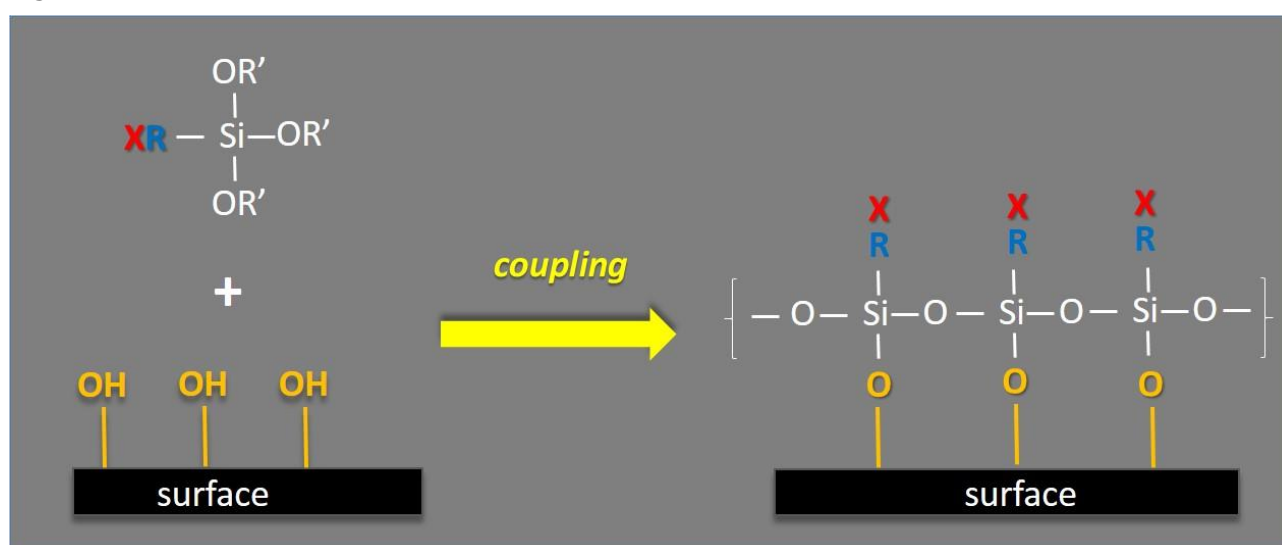 OR’
XR — Si—OR’
OR’
+
OH OH OH
surface
coupling
X X X
R R R
— O— Si—O — Si—O— Si—O—
O O O
surface